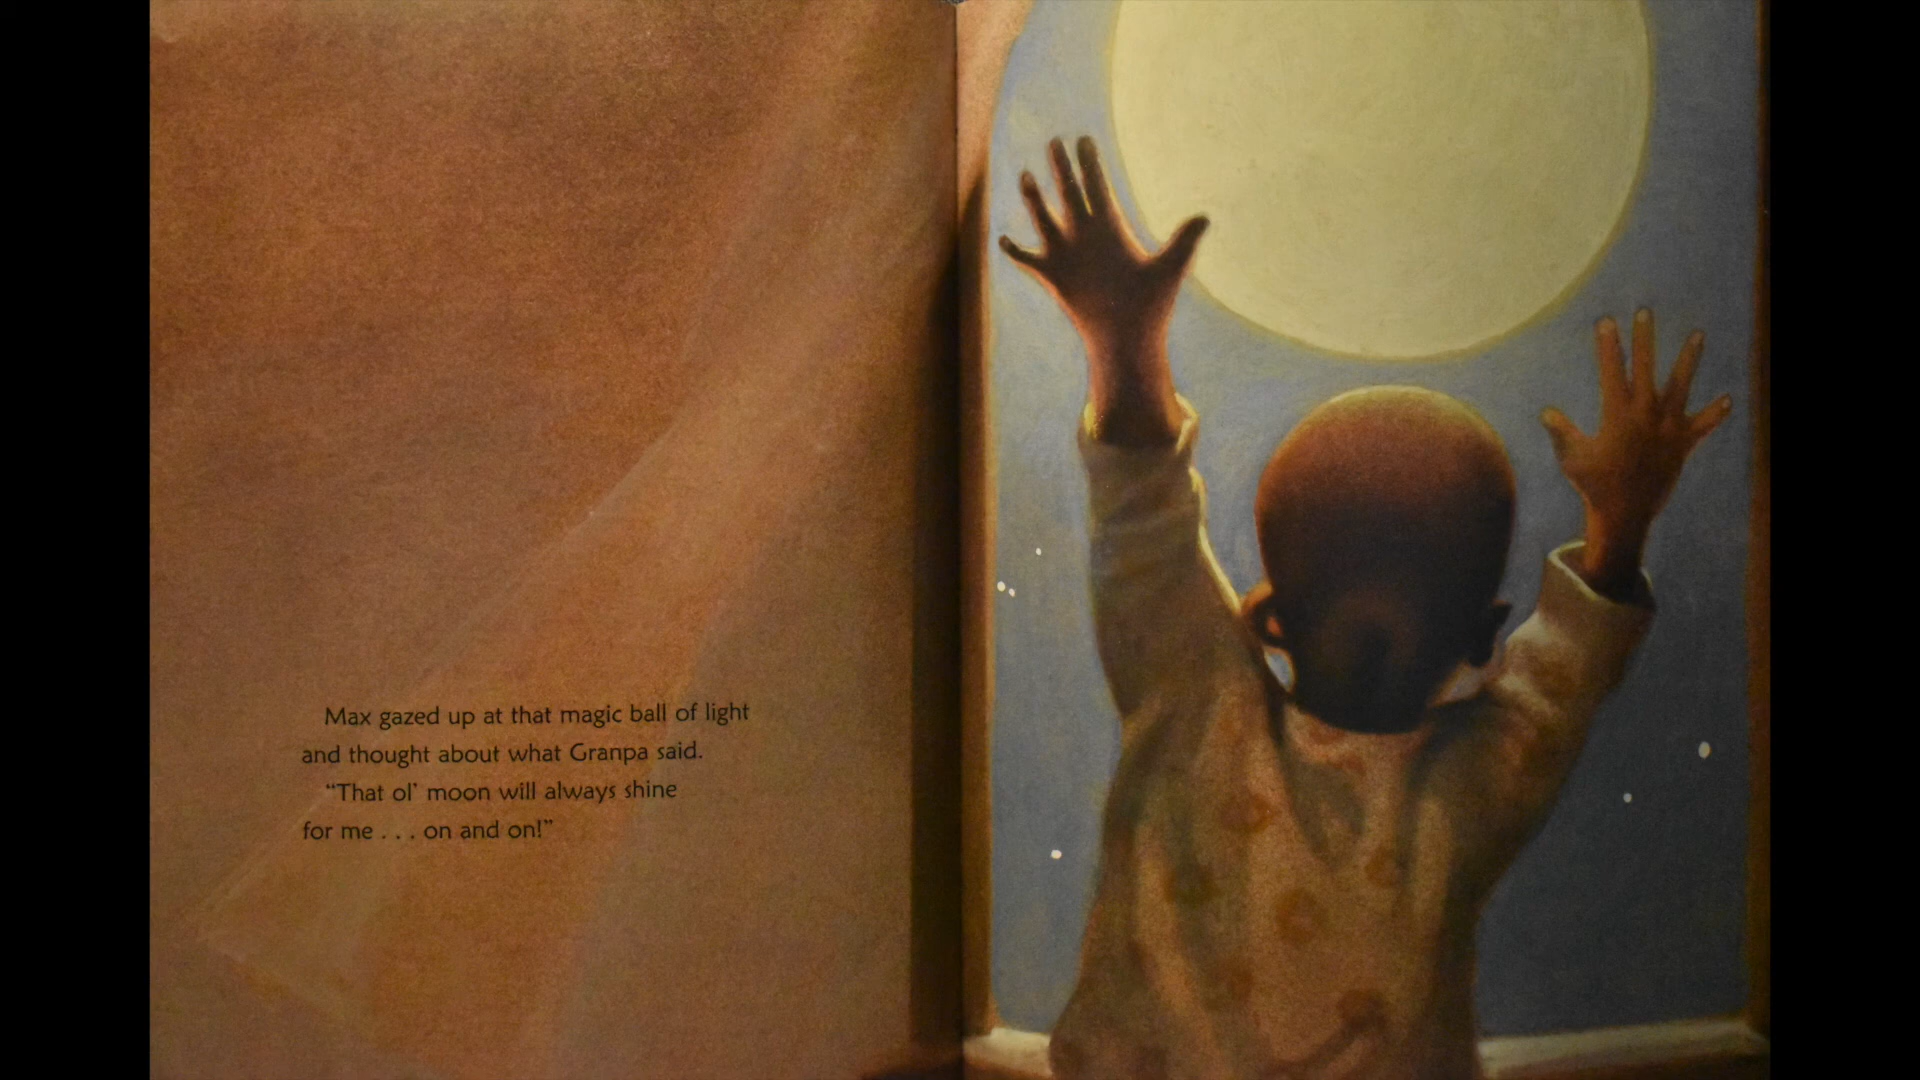 Max gazed up at that magic ball of light
and thought about what Granpa said.
“That ol’ moon will always shine
for me . . . on and on!”